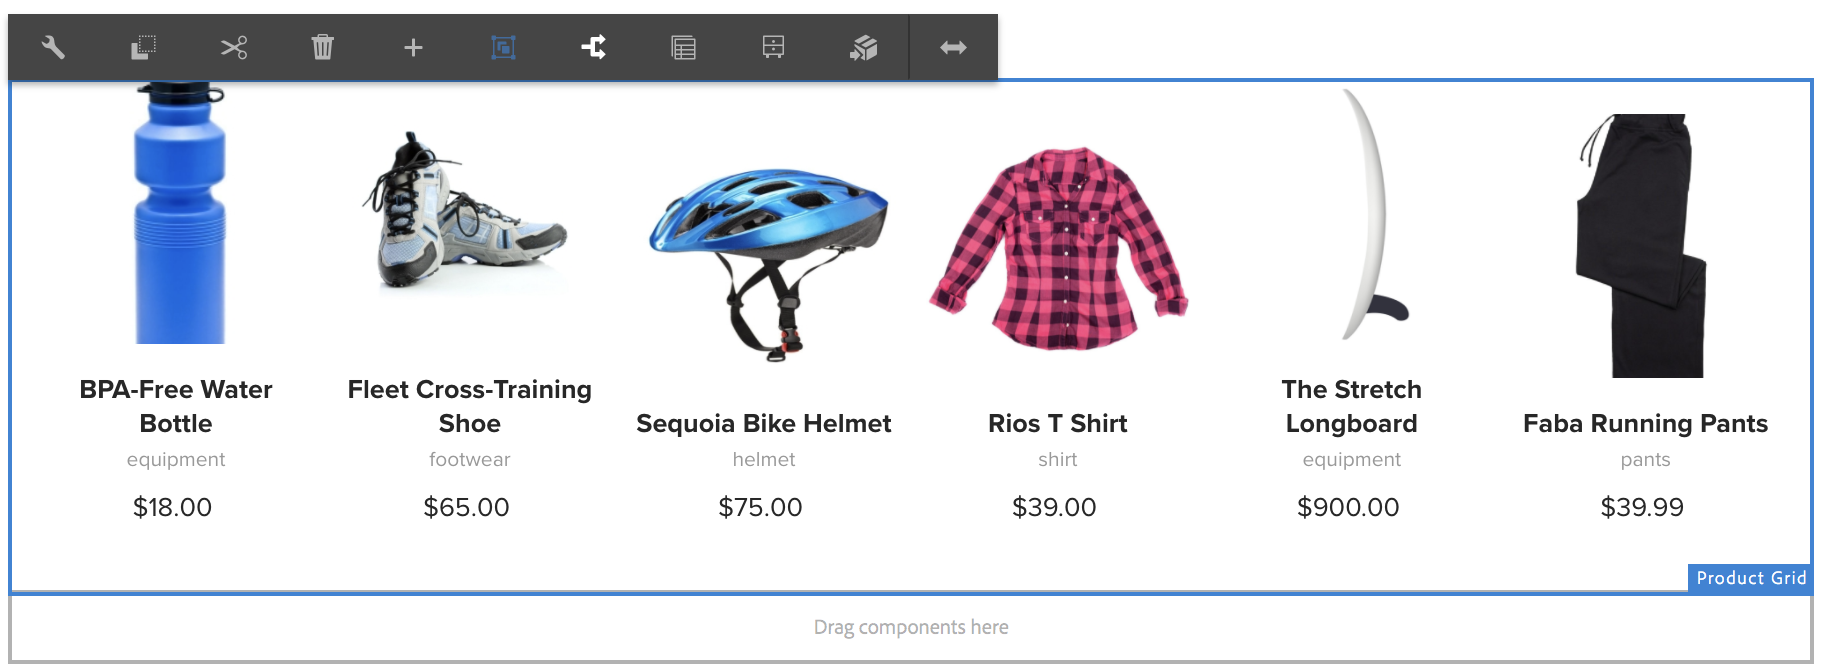 BPA-Free Water
Bottle
equipment
$18.00
Fleet Cross-Training
Shoe
footwear
$65.00
Sequoia Bike Helmet
helmet
$75.00
Rios T Shirt
shirt
$39.00
The Stretch
Longboard
equipment
$900.00
Faba Running Pants
pants
$39.99
Product Grid
Drag components here